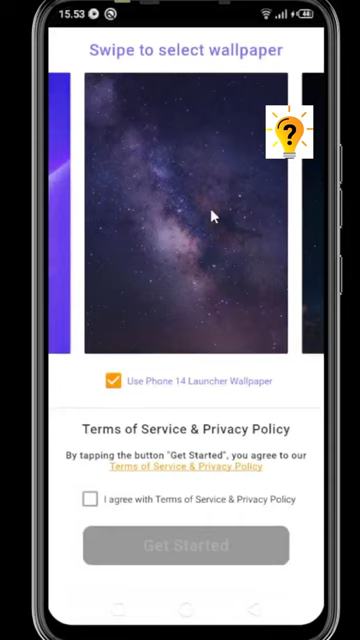 15.53
48
Swipe to select wallpaper
?
Use Phone 14 Launcher Wallpaper
Terms of Service & Privacy Policy
By tapping the button "Get Started", you agree to our
Terms of Service & Privacy Policy
I agree with Terms of Service & Privacy Policy
Get Started